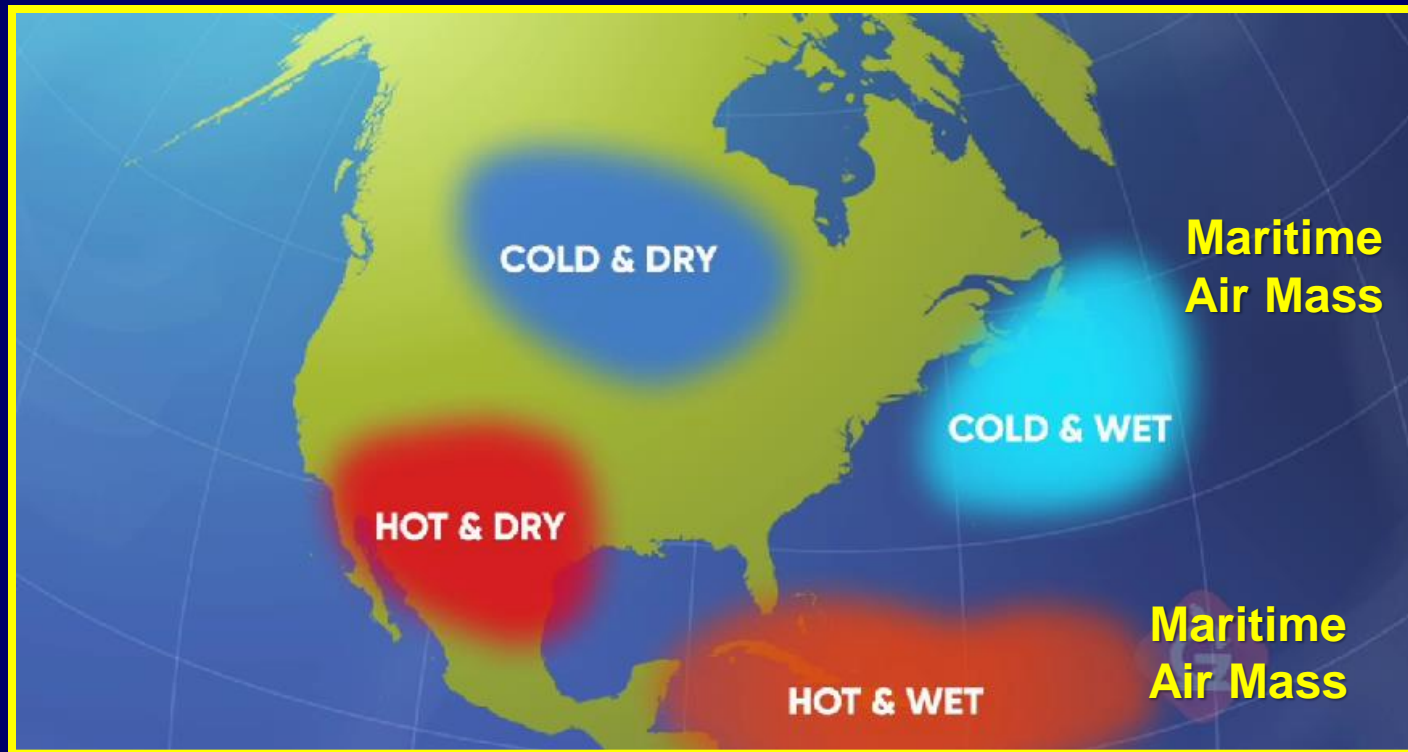 Maritime
Air Mass
COLD & DRY
COLD & WET
HOT & DRY
Maritime
Air Mass
HOT & WET